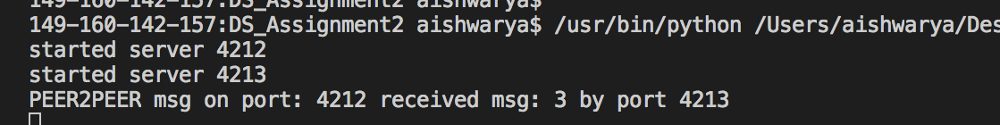 149-160-142-157:DS_Assignment2 aishwarya$
149-160-142-157:DS_Assignment2 aishwarya$ /usr/bin/python /Users/aishwarya/Des
started server 4212
started server 4213
PEER2PEER msg on port: 4212 received msg: 3 by port 4213